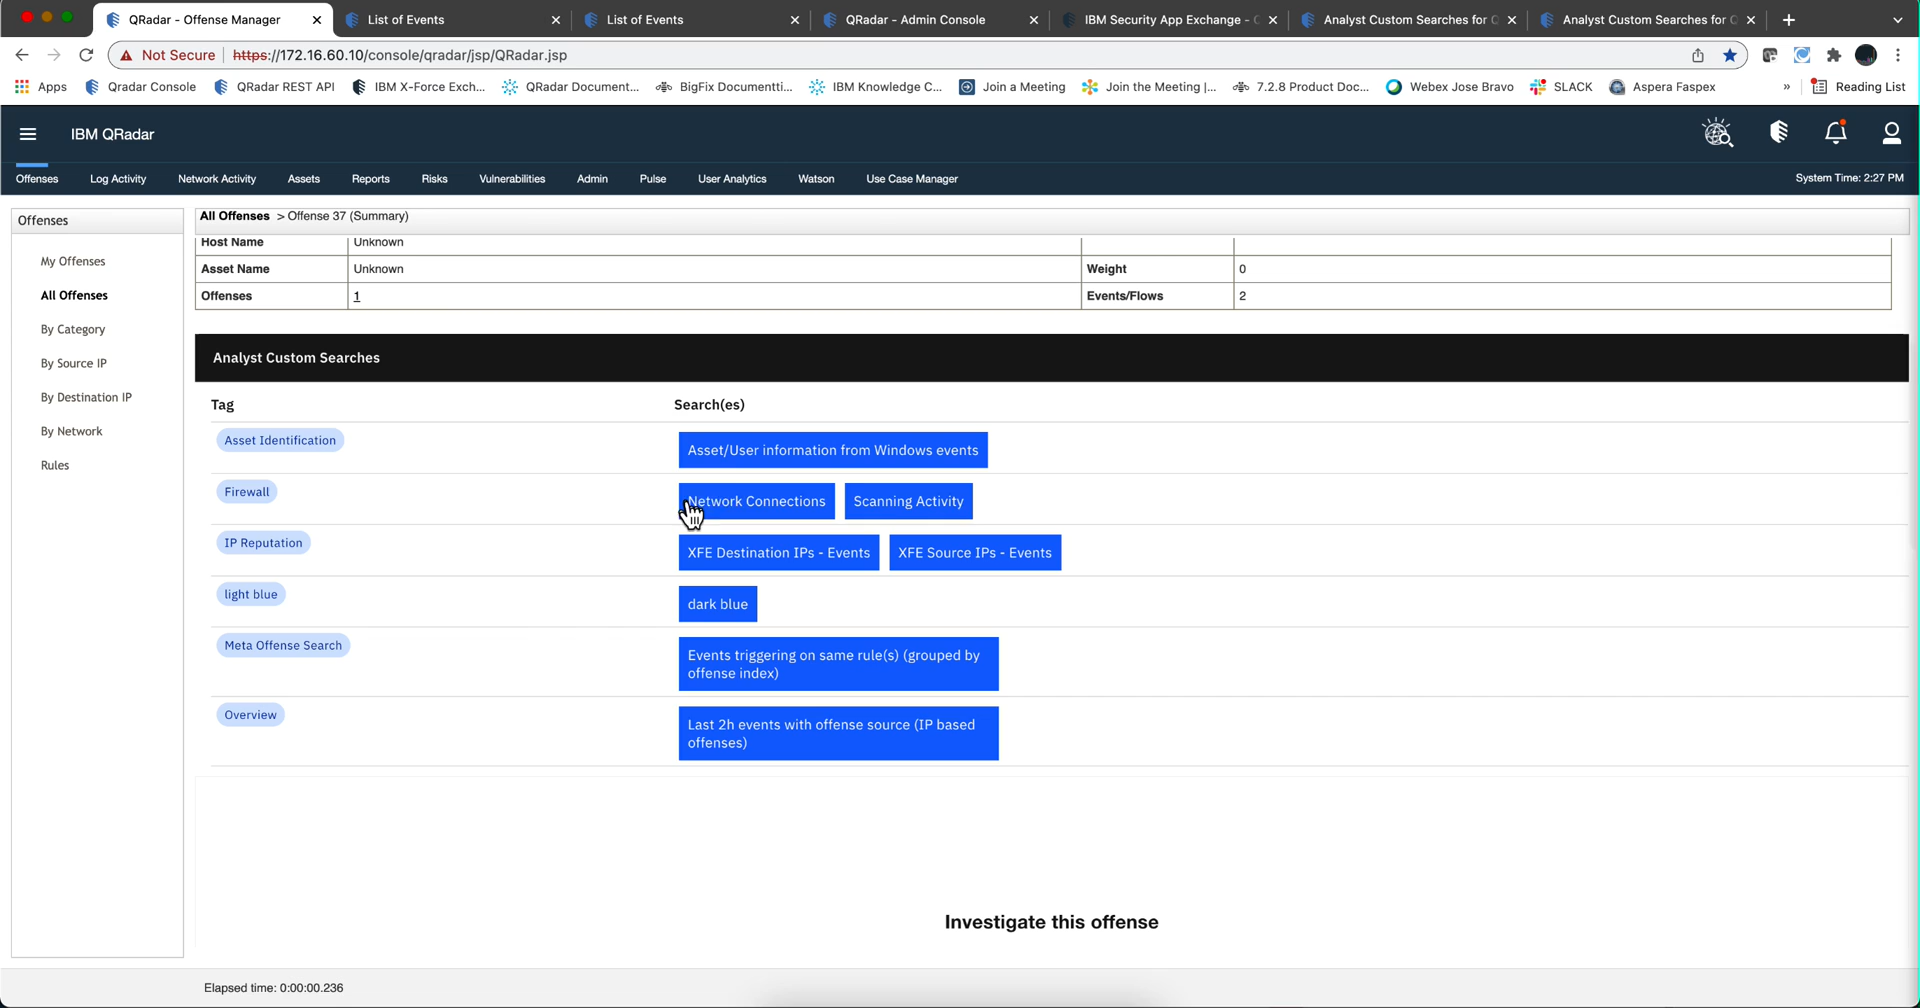 QRadar - Offense Manager
List of Events
List of Events
QRadar - Admin Console
IBM Security App Exchange -
Analyst Custom Searches for
Analyst Custom Searches for
Not Secure https://172.16.60.10/console/qradar/jsp/QRadar.jsp
Apps
Qradar Console
QRadar REST API
IBM X-Force Exch...
QRadar Document...
BigFix Documentti...
IBM Knowledge C...
Join a Meeting
Join the Meeting |...
7.2.8 Product Doc...
Webex Jose Bravo
SLACK
Aspera Faspex
»
Reading List
IBM QRadar
Offenses
Log Activity
Network Activity
Assets
Reports
Risks
Vulnerabilities
Admin
Pulse
User Analytics
Watson
Use Case Manager
System Time: 2:27 PM
Offenses
My Offenses
All Offenses
By Category
By Source IP
By Destination IP
By Network
Rules
All Offenses > Offense 37 (Summary)
Host Name Unknown
Asset Name Unknown Weight 0
Offenses 1 Events/Flows 2
Analyst Custom Searches
Tag Search(es)
Asset Identification Asset/User information from Windows events
Firewall Network Connections Scanning Activity
IP Reputation XFE Destination IPs - Events XFE Source IPs - Events
light blue dark blue
Meta Offense Search Events triggering on same rule(s) (grouped by
offense index)
Overview Last 2h events with offense source (IP based
offenses)
Investigate this offense
Elapsed time: 0:00:00.236